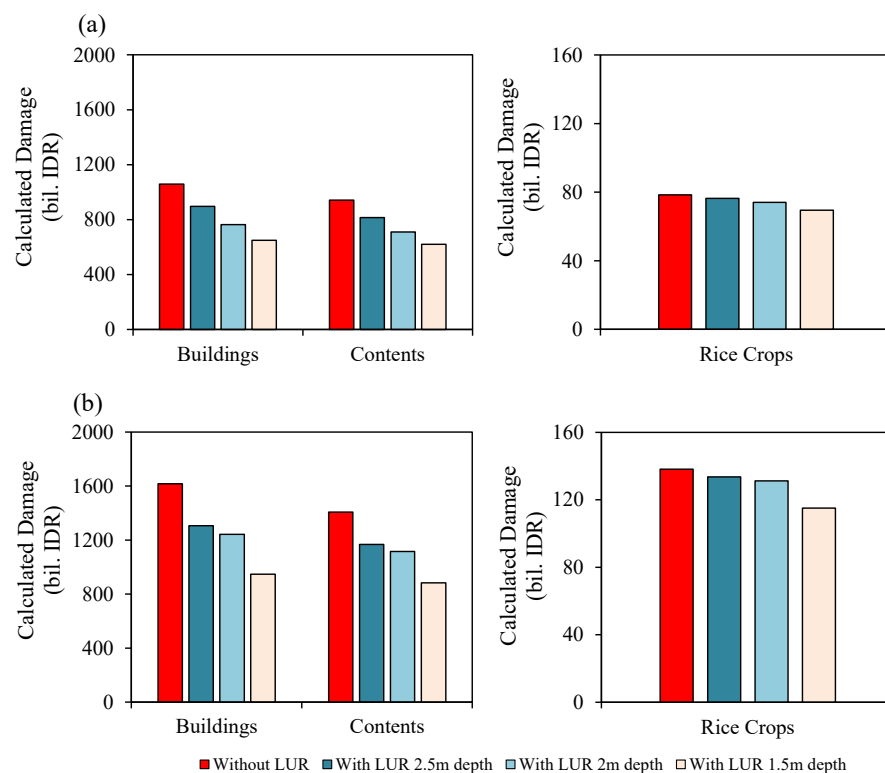 (a)
Calculated Damage
(bil. IDR)
2000
1600
1200
800
400
0
Buildings
Contents
Calculated Damage
(bil. IDR)
160
120
80
40
0
Rice Crops
(b)
Calculated Damage
(bil. IDR)
2000
1600
1200
800
400
0
Buildings
Contents
Calculated Damage
(bil. IDR)
160
120
80
40
0
Rice Crops
Without LUR With LUR 2.5m depth With LUR 2m depth With LUR 1.5m depth